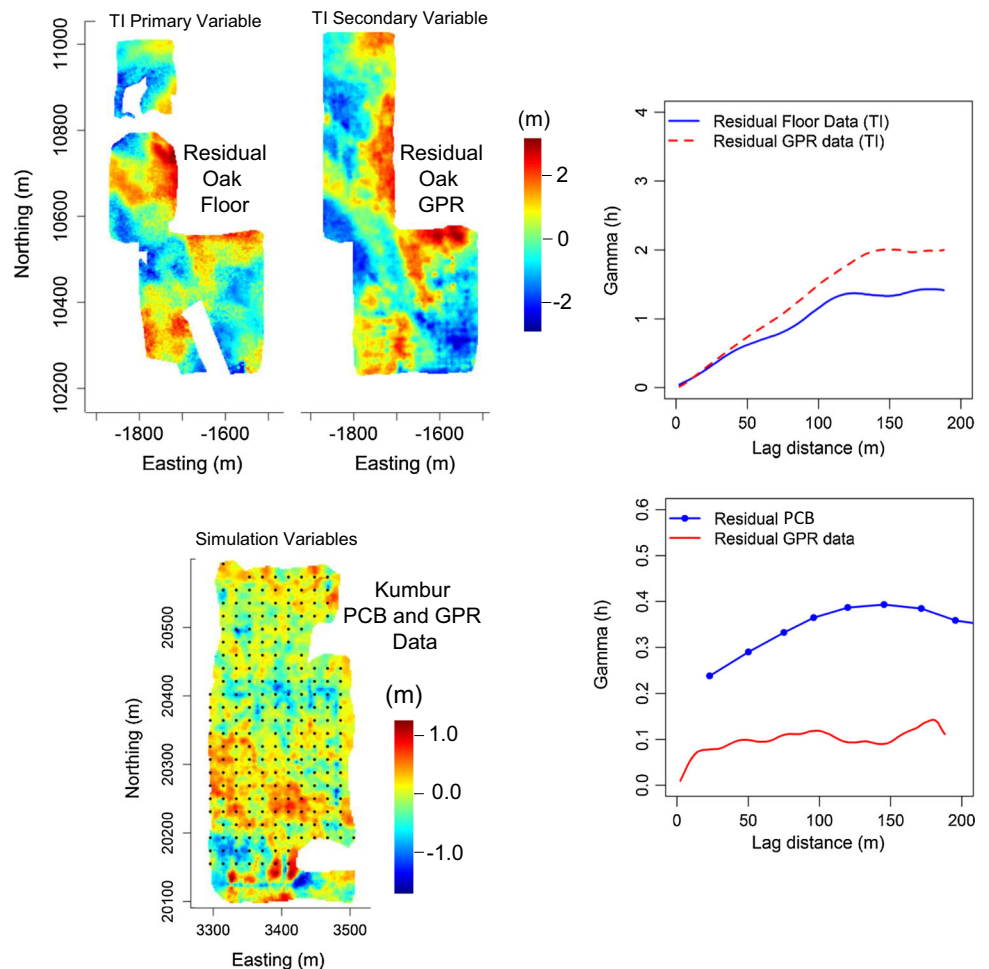 TI Primary Variable
TI Secondary Variable
11000
10800
10600
10400
10200
Northing (m)
Residual
Oak
Floor
Residual
Oak
GPR
(m)
2
0
-2
-1800
-1600
Easting (m)
-1800
-1600
Easting (m)
4
3
2
1
0
Gamma (h)
Residual Floor Data (TI)
Residual GPR data (TI)
0
50
100
150
200
Lag distance (m)
Simulation Variables
Kumbur
PCB and GPR
Data
20500
20400
20300
20200
20100
Northing (m)
(m)
1.0
0.0
-1.0
3300
3400
3500
Easting (m)
0.6
0.5
0.4
0.3
0.2
0.1
0.0
Gamma (h)
Residual PCB
Residual GPR data
0
50
100
150
200
Lag distance (m)